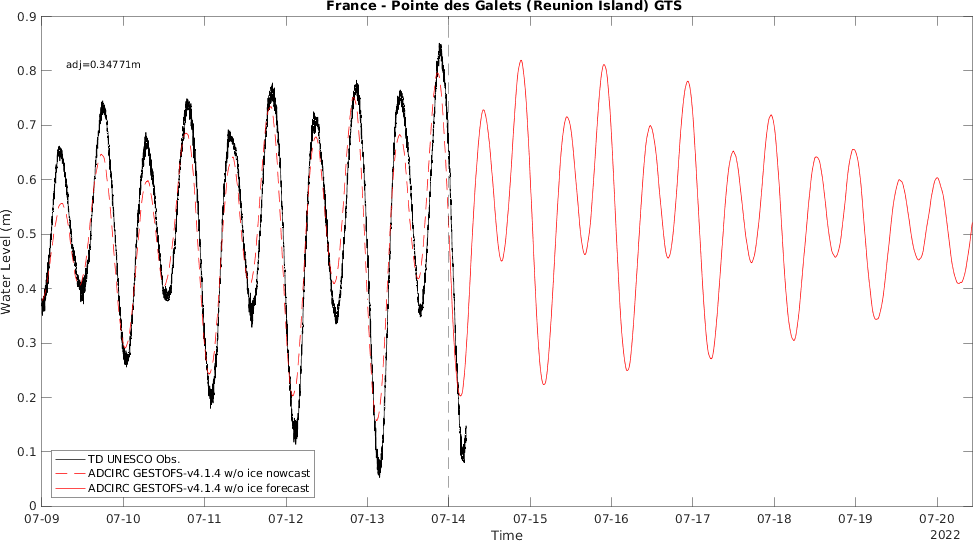 France - Pointe des Galets (Reunion Island) GTS
adj=0.34771m
Water Level (m)
0.9
0.8
0.7
0.6
0.5
0.4
0.3
0.2
0.1
0
TD UNESCO Obs.
ADCIRC GESTOFS-v4.1.4 w/o ice nowcast
ADCIRC GESTOFS-v4.1.4 w/o ice forecast
07-09 07-10 07-11 07-12 07-13 07-14 07-15 07-16 07-17 07-18 07-19 07-20
2022
Time